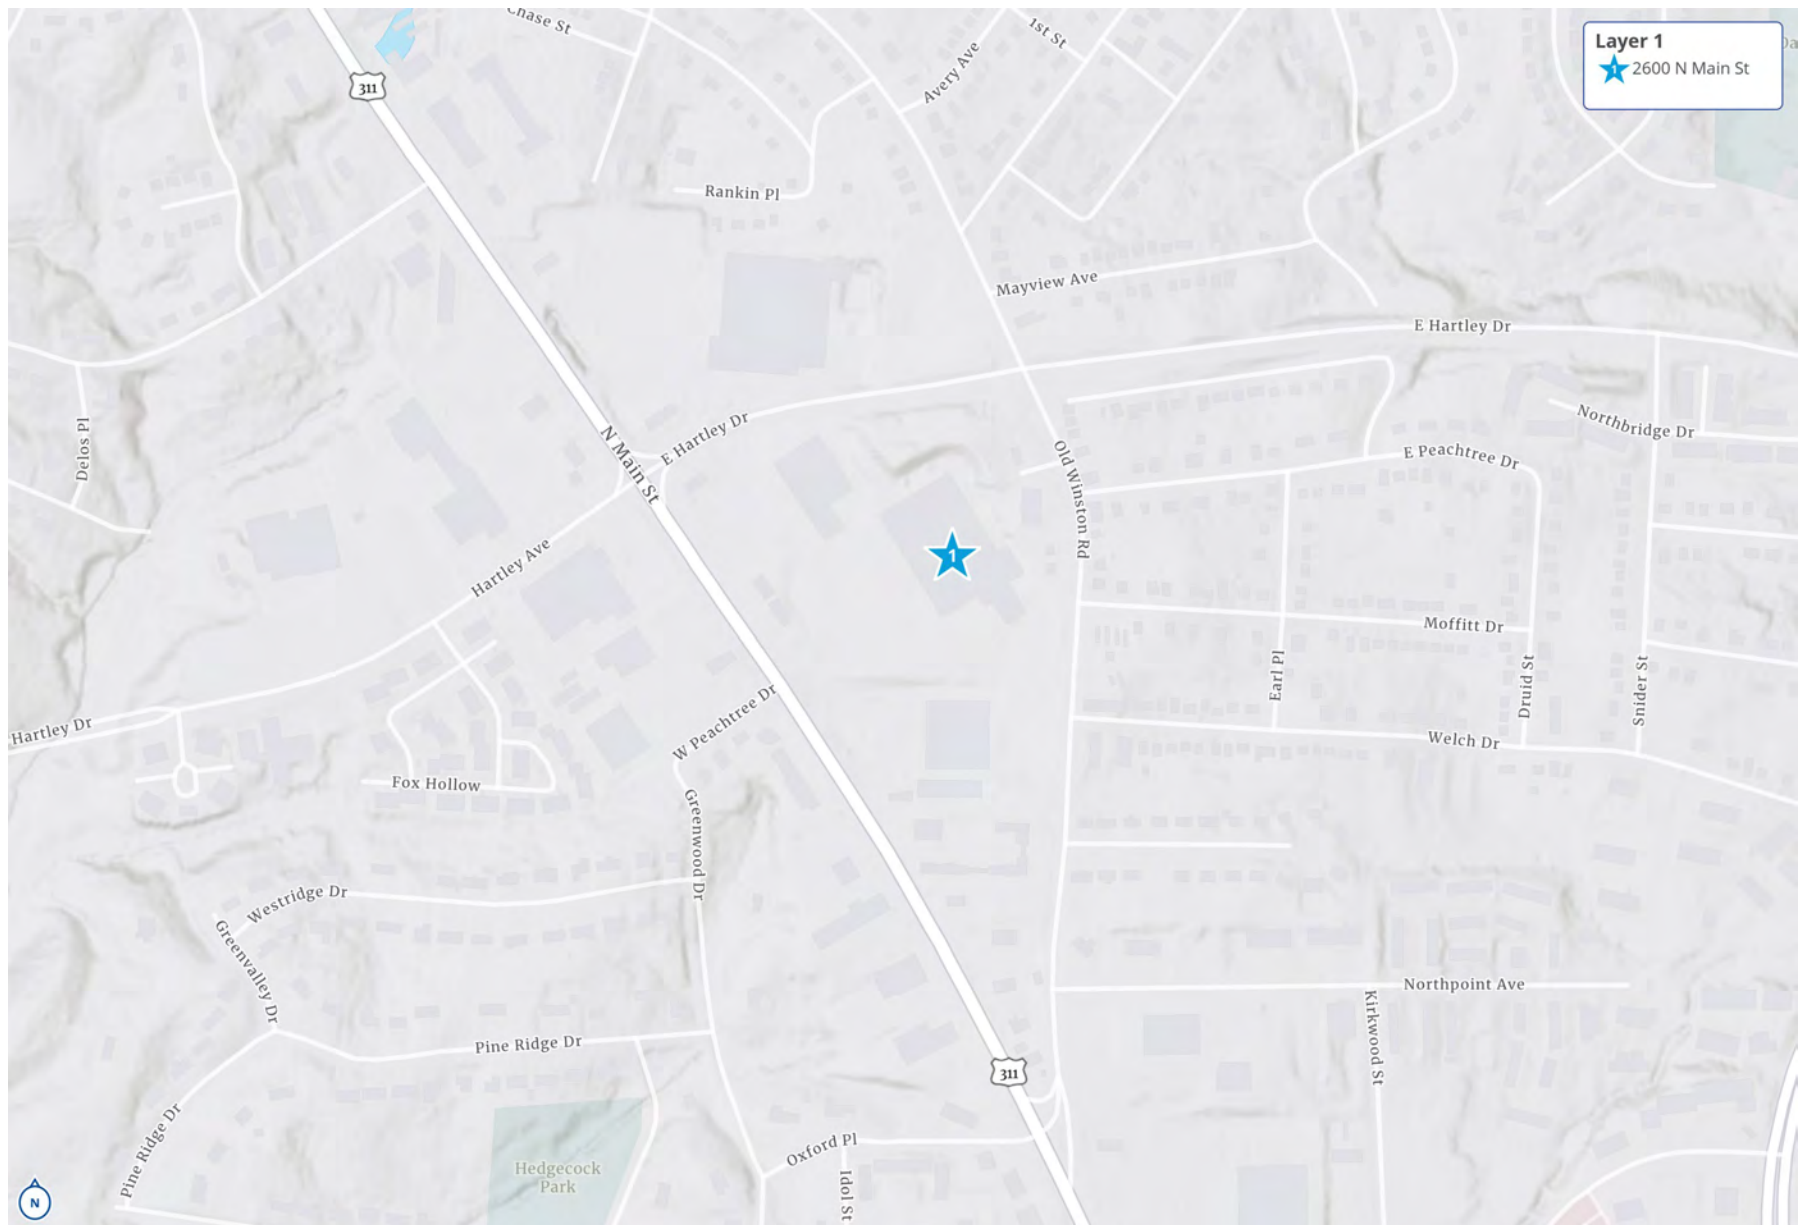 Chase St
1st St
Layer 1
1 2600 N Main St
Avery Ave
311
Rankin Pl
Mayview Ave
E Hartley Dr
Northbridge Dr
Delos Pl
N Main St
E Hartley Dr
Old Winston Rd
E Peachtree Dr
1
Hartley Ave
Moffitt Dr
Earl Pl
Druid St
Snider St
Hartley Dr
W Peachtree Dr
Welch Dr
Fox Hollow
Greenwood Dr
Westridge Dr
Greenvalley Dr
Northpoint Ave
Kirkwood St
Pine Ridge Dr
311
Pine Ridge Dr
Oxford Pl
Hedgecock
Park
Idol St
N